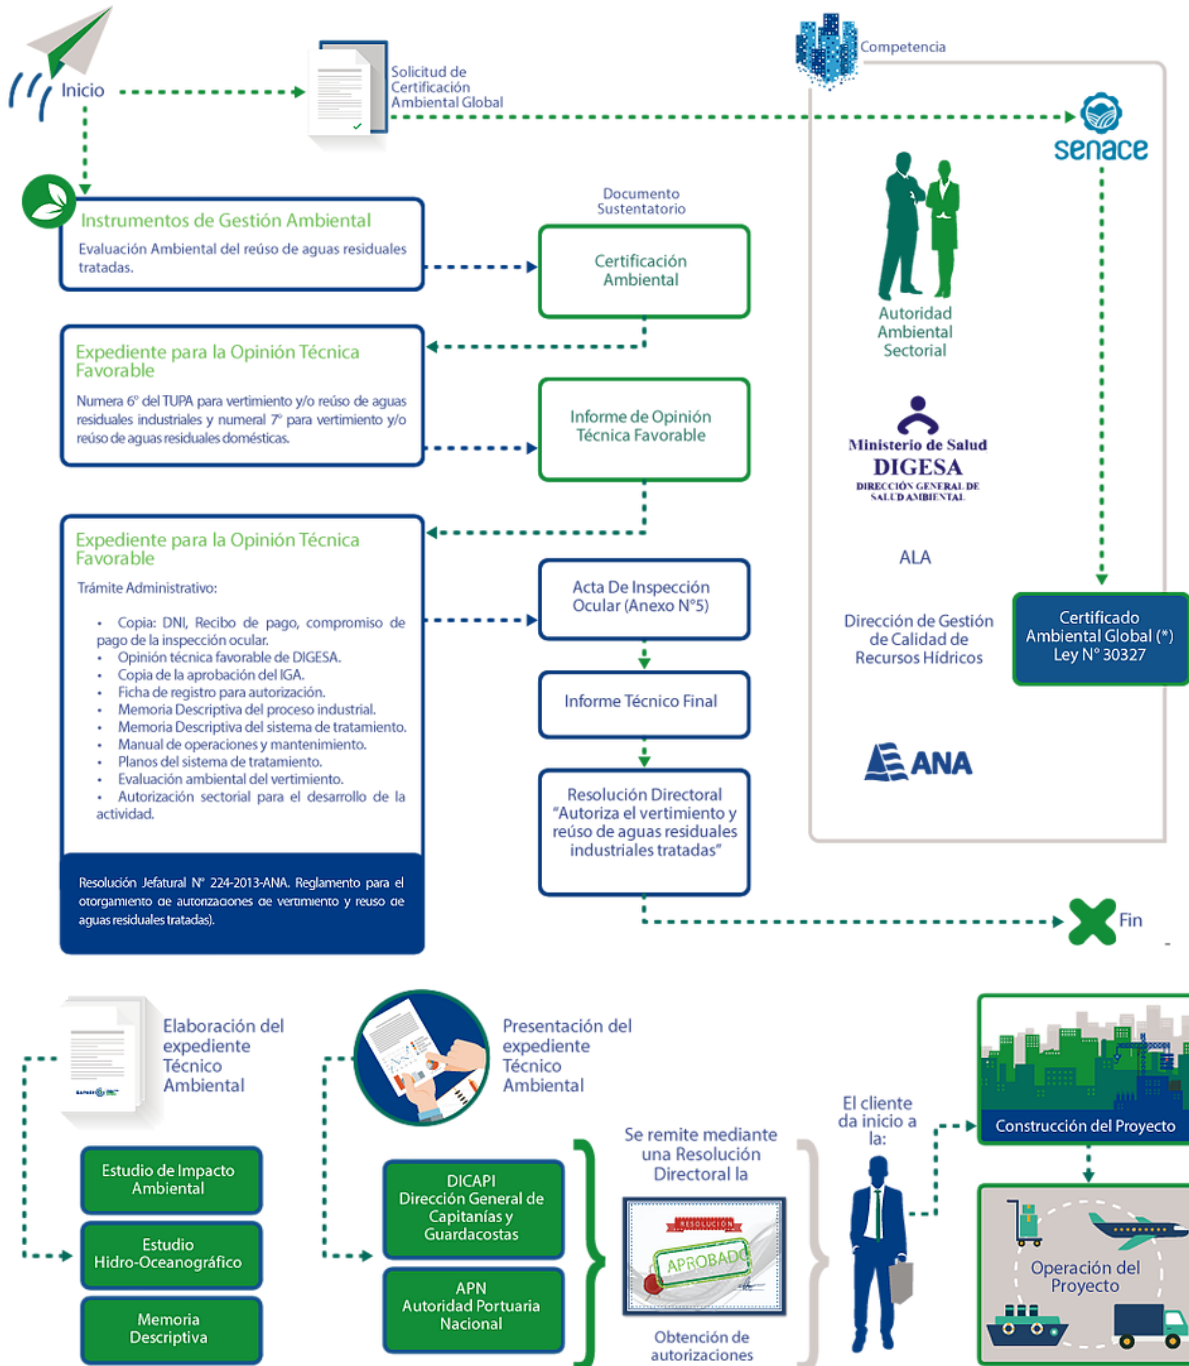 Inicio
Solicitud de
Certificación
Ambiental Global
Competencia
senace
Instrumentos de Gestión Ambiental
Evaluación Ambiental del reúso de aguas residuales
tratadas.
Documento
Sustentatorio
Certificación
Ambiental
Autoridad
Ambiental
Sectorial
Expediente para la Opinión Técnica
Favorable
Numera 6° del TUPA para vertimiento y/o reúso de aguas
residuales industriales y numeral 7° para vertimiento y/o
reúso de aguas residuales domésticas.
Informe de Opinión
Técnica Favorable
Ministerio de Salud
DIGESA
DIRECCIÓN GENERAL DE
SALUD AMBIENTAL
Expediente para la Opinión Técnica
Favorable
Trámite Administrativo:
• Copia: DNI, Recibo de pago, compromiso de
pago de la inspección ocular.
• Opinión técnica favorable de DIGESA.
• Copia de la aprobación del IGA.
• Ficha de registro para autorización.
• Memoria Descriptiva del proceso industrial.
• Memoria Descriptiva del sistema de tratamiento.
• Manual de operaciones y mantenimiento.
• Planos del sistema de tratamiento.
• Evaluación ambiental del vertimiento.
• Autorización sectorial para el desarrollo de la
actividad.
Resolución Jefatural N° 224-2013-ANA. Reglamento para el
otorgamiento de autorizaciones de vertimiento y reuso de
aguas residuales tratadas).
Acta De Inspección
Ocular (Anexo N°5)
Informe Técnico Final
Resolución Directoral
“Autoriza el vertimiento y
reúso de aguas residuales
industriales tratadas”
ALA
Dirección de Gestión
de Calidad de
Recursos Hídricos
Certificado
Ambiental Global (*)
Ley N° 30327
ANA
Fin
Elaboración del
expediente
Técnico
Ambiental
Estudio de Impacto
Ambiental
Estudio
Hidro-Oceanográfico
Memoria
Descriptiva
Presentación del
expediente
Técnico
Ambiental
DICAPI
Dirección General de
Capitanías y
Guardacostas
APN
Autoridad Portuaria
Nacional
Se remite mediante
una Resolución
Directoral la
RESOLUCIÓN
APROBADO
Obtención de
autorizaciones
El cliente
da inicio a
la:
Construcción del Proyecto
Operación del
Proyecto